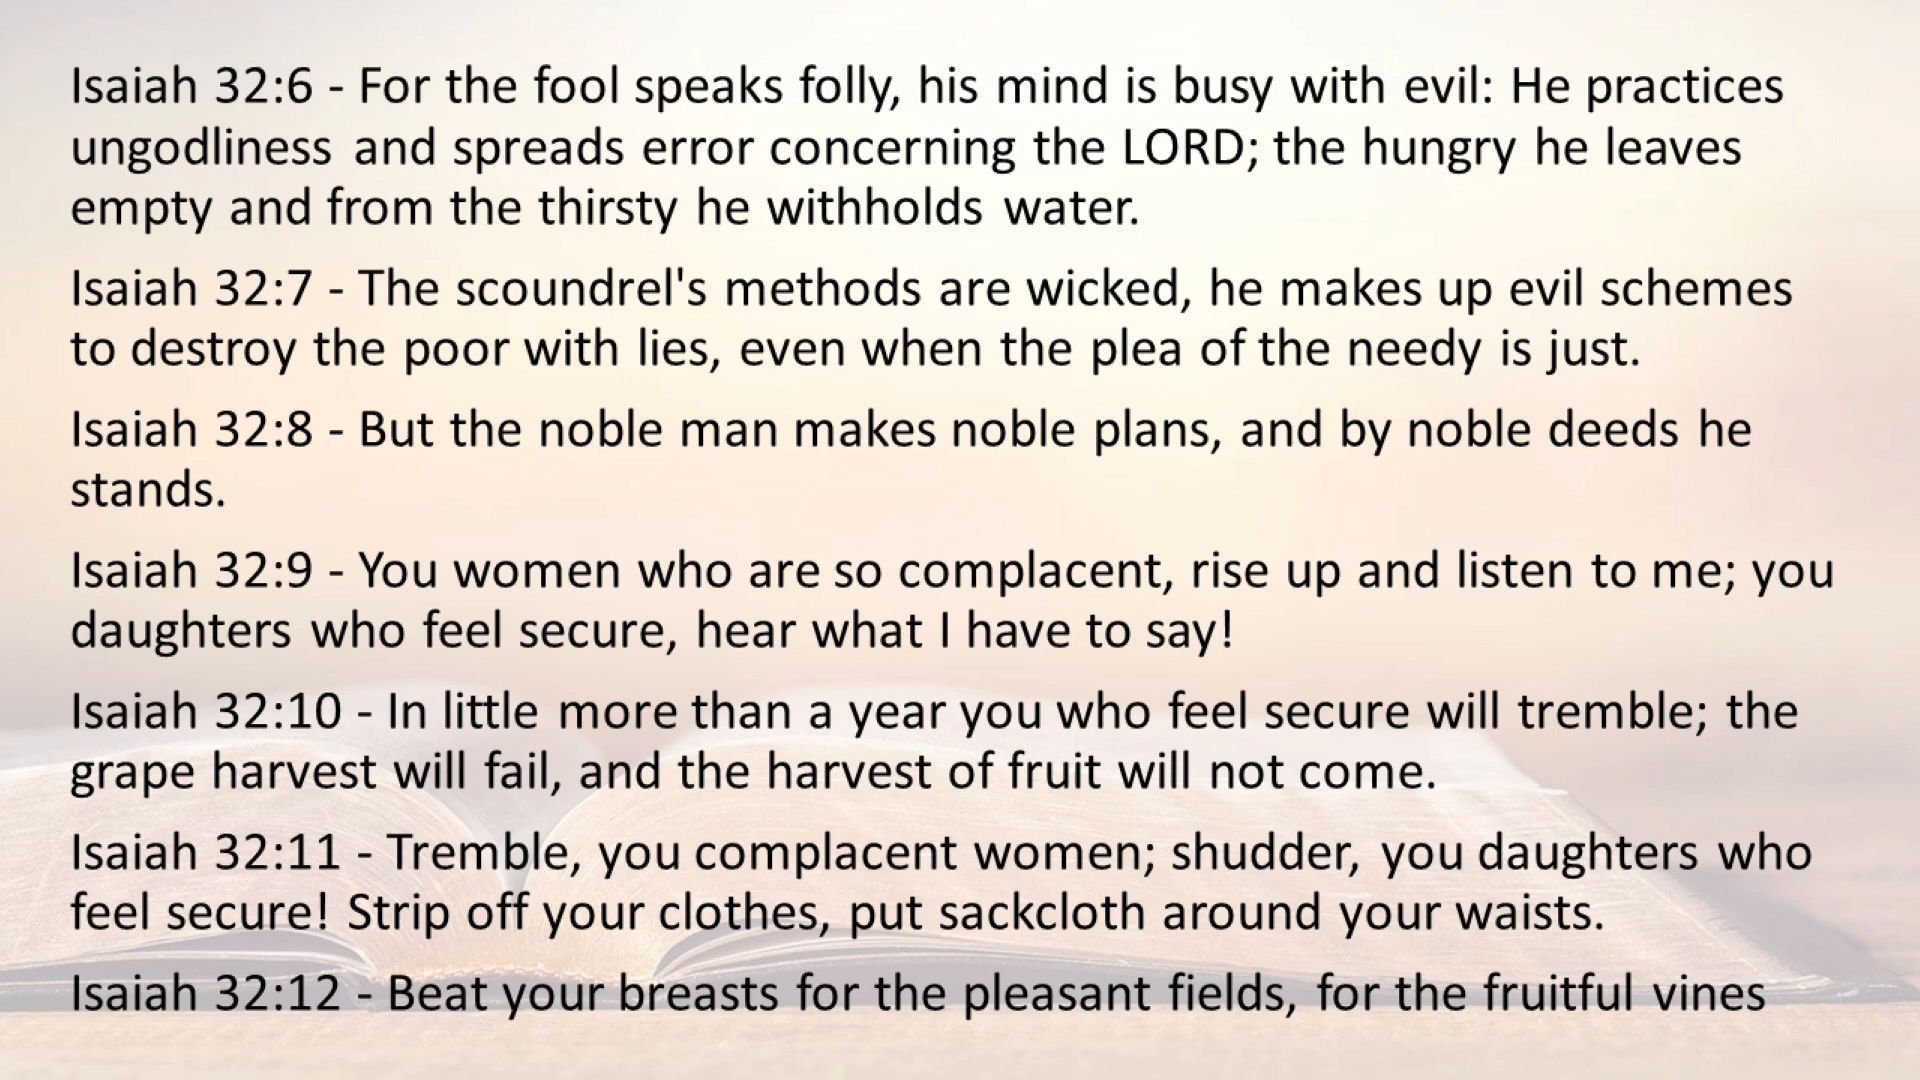 Isaiah 32:6 - For the fool speaks folly, his mind is busy with evil: He practices
ungodliness and spreads error concerning the LORD; the hungry he leaves
empty and from the thirsty he withholds water.
Isaiah 32:7 - The scoundrel's methods are wicked, he makes up evil schemes
to destroy the poor with lies, even when the plea of the needy is just.
Isaiah 32:8 - But the noble man makes noble plans, and by noble deeds he
stands.
Isaiah 32:9 - You women who are so complacent, rise up and listen to me; you
daughters who feel secure, hear what I have to say!
Isaiah 32:10 - In little more than a year you who feel secure will tremble; the
grape harvest will fail, and the harvest of fruit will not come.
Isaiah 32:11 - Tremble, you complacent women; shudder, you daughters who
feel secure! Strip off your clothes, put sackcloth around your waists.
Isaiah 32:12 - Beat your breasts for the pleasant fields, for the fruitful vines